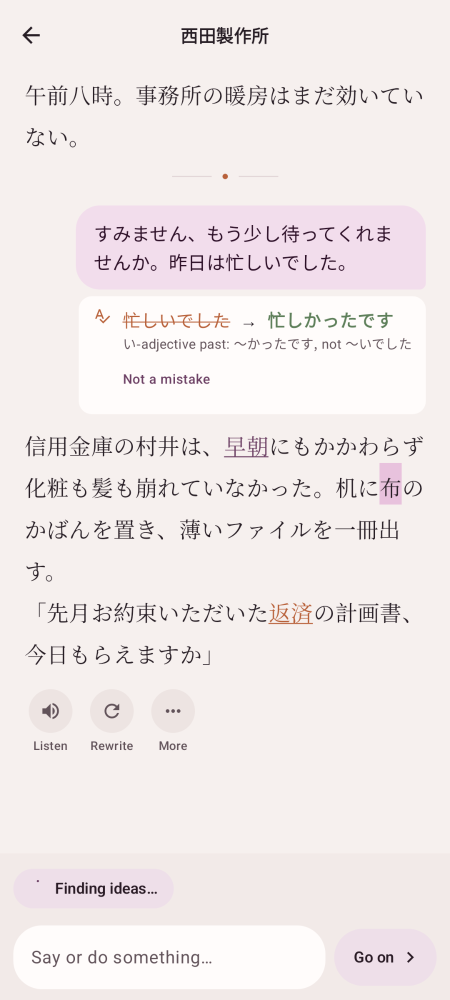 西田製作所
午前八時。事務所の暖房はまだ効いてい
ない。
すみません、もう少し待ってくれま
せんか。昨日は忙しいでした。
忙しいでした → 忙しかったです
い-adjective past: 〜かったです, not 〜いでした
Not a mistake
信用金庫の村井は、早朝にもかかわらず
化粧も髪も崩れていなかった。机に布の
かばんを置き、薄いファイルを一冊出
す。
「先月お約束いただいた返済の計画書、
今日もらえますか」
Listen Rewrite More
Finding ideas…
Say or do something…
Go on